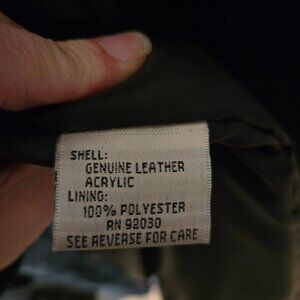 SHELL:
GENUINE LEATHER
ACRYLIC
LINING:
100% POLYESTER
RN 92030
SEE REVERSE FOR CARE